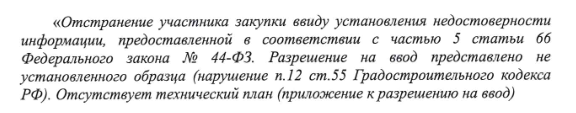 «Отстранение участника закупки ввиду установления недостоверности
информации, предоставленной в соответствии с частью 5 статьи 66
Федерального закона № 44-ФЗ. Разрешение на ввод представлено не
установленного образца (нарушение п.12 ст.55 Градостроительного кодекса
РФ). Отсутствует технический план (приложение к разрешению на ввод)